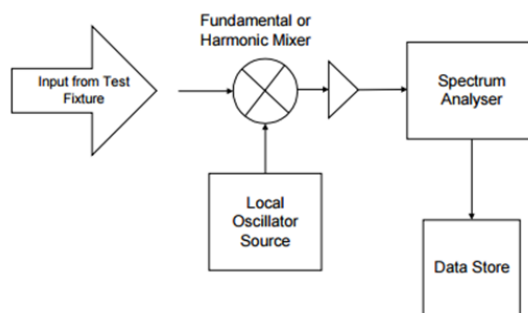 Fundamental or
Harmonic Mixer
Input from Test
Fixture
Spectrum
Analyser
Local
Oscillator
Source
Data Store